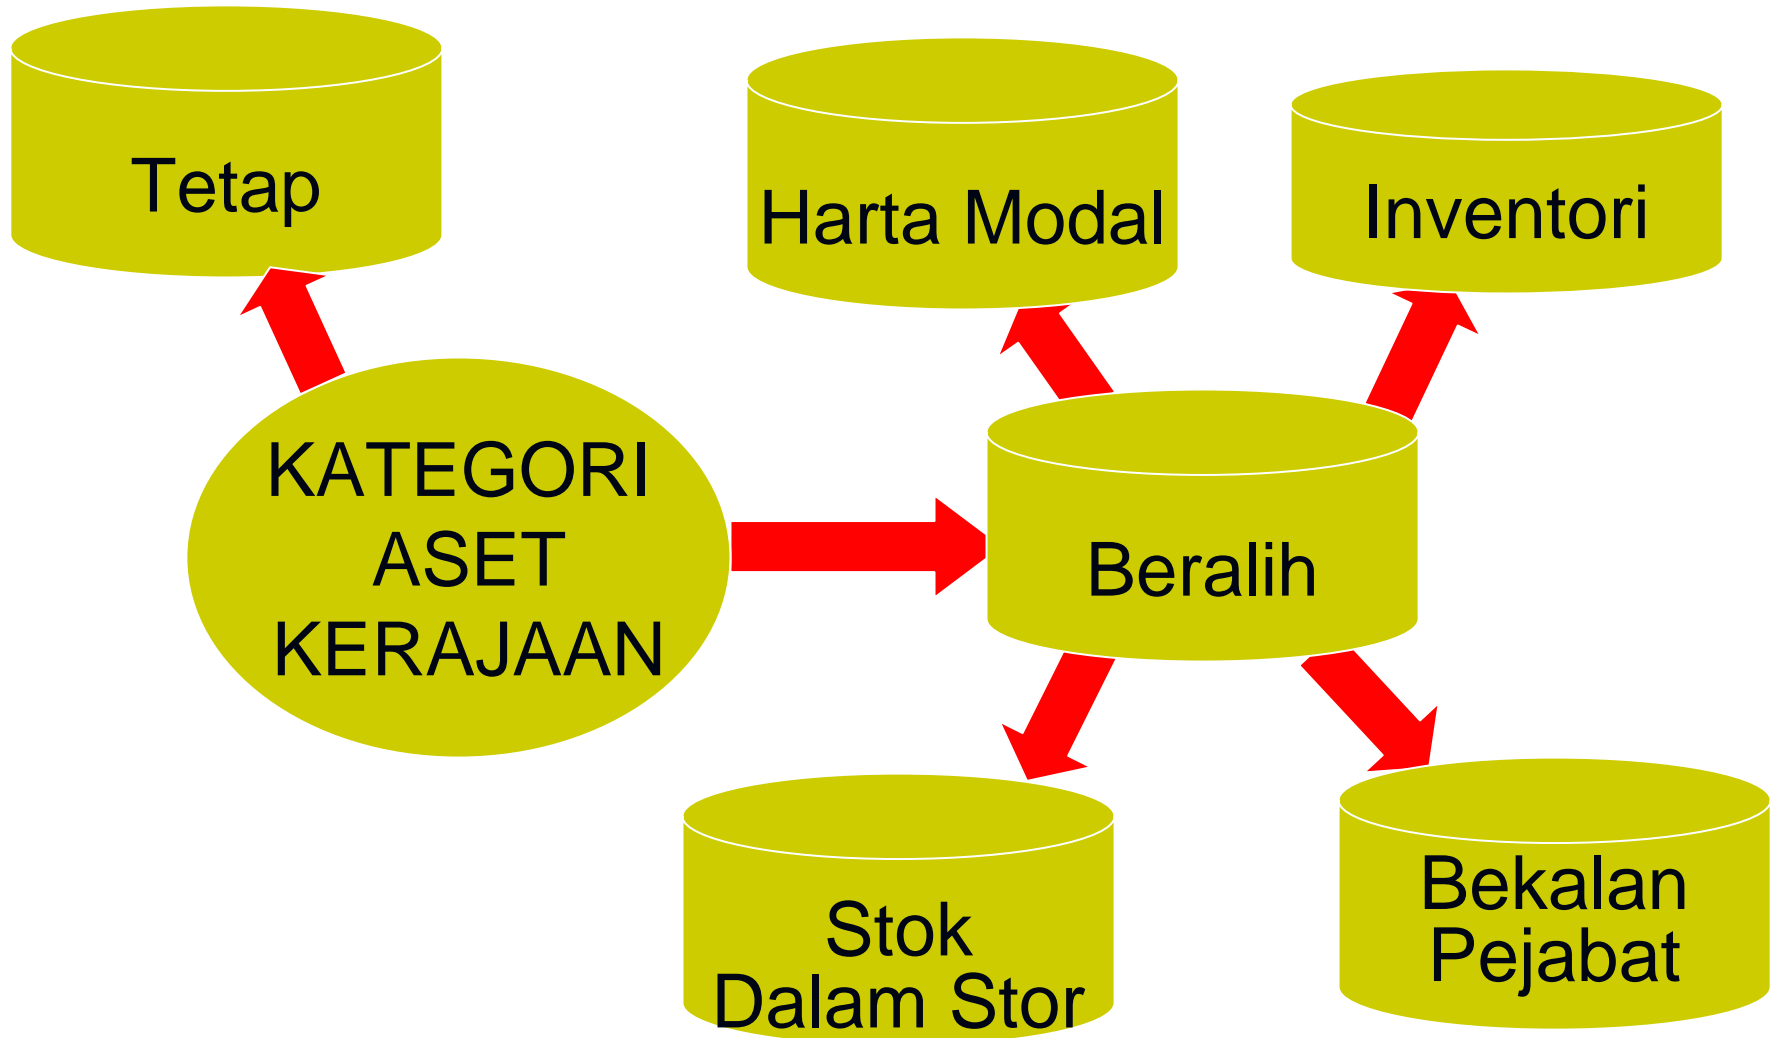 Tetap
Harta Modal
Inventori
KATEGORI
ASET
KERAJAAN
Beralih
Stok
Dalam Stor
Bekalan
Pejabat